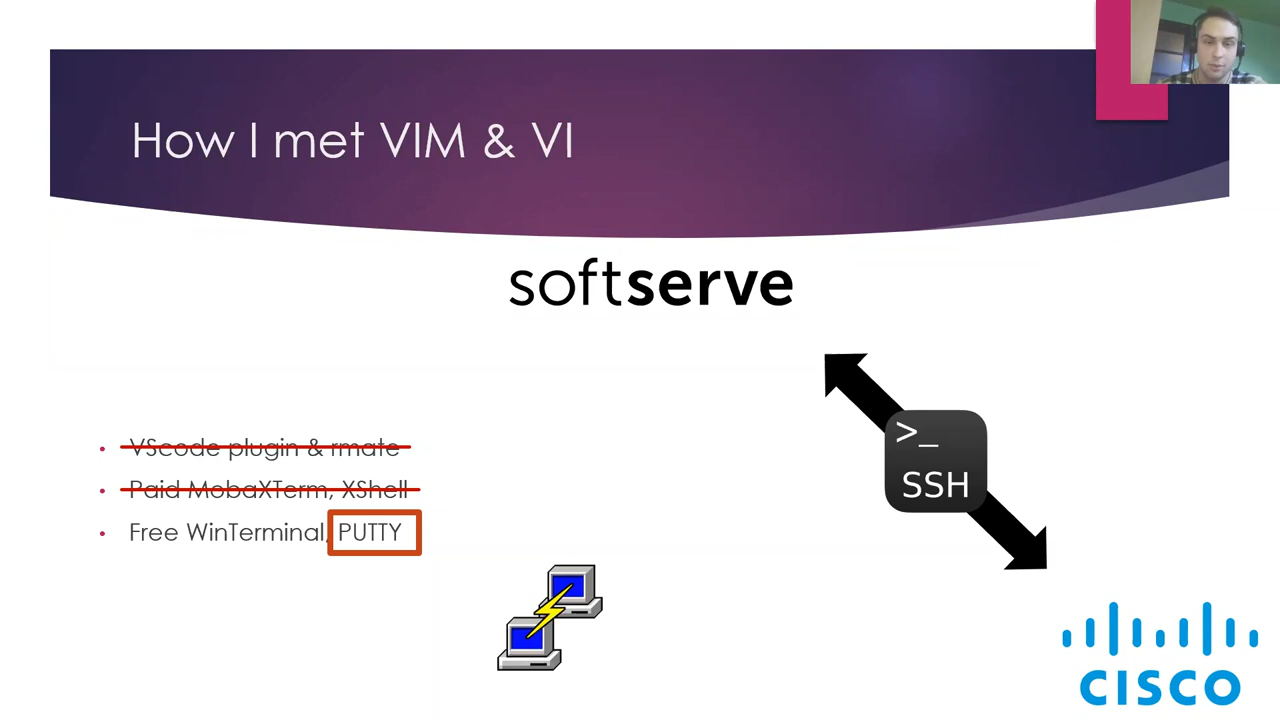 How I met VIM & VI
softserve
VScode plugin & rmate
Paid MobaXTerm, XShell
Free WinTerminal, PUTTY
>_
SSH
CISCO